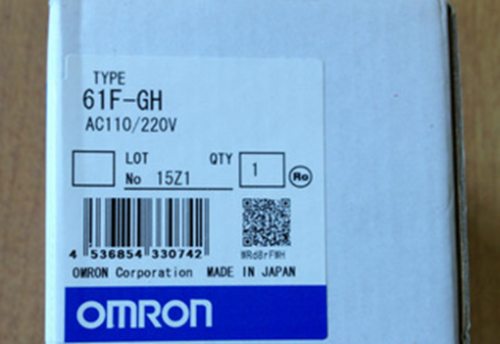 TYPE
61F-GH
AC110/220V
LOT
No 15Z1
QTY
1
Ro
4 536854 330742
OMRON Corporation MADE IN JAPAN
OMRON